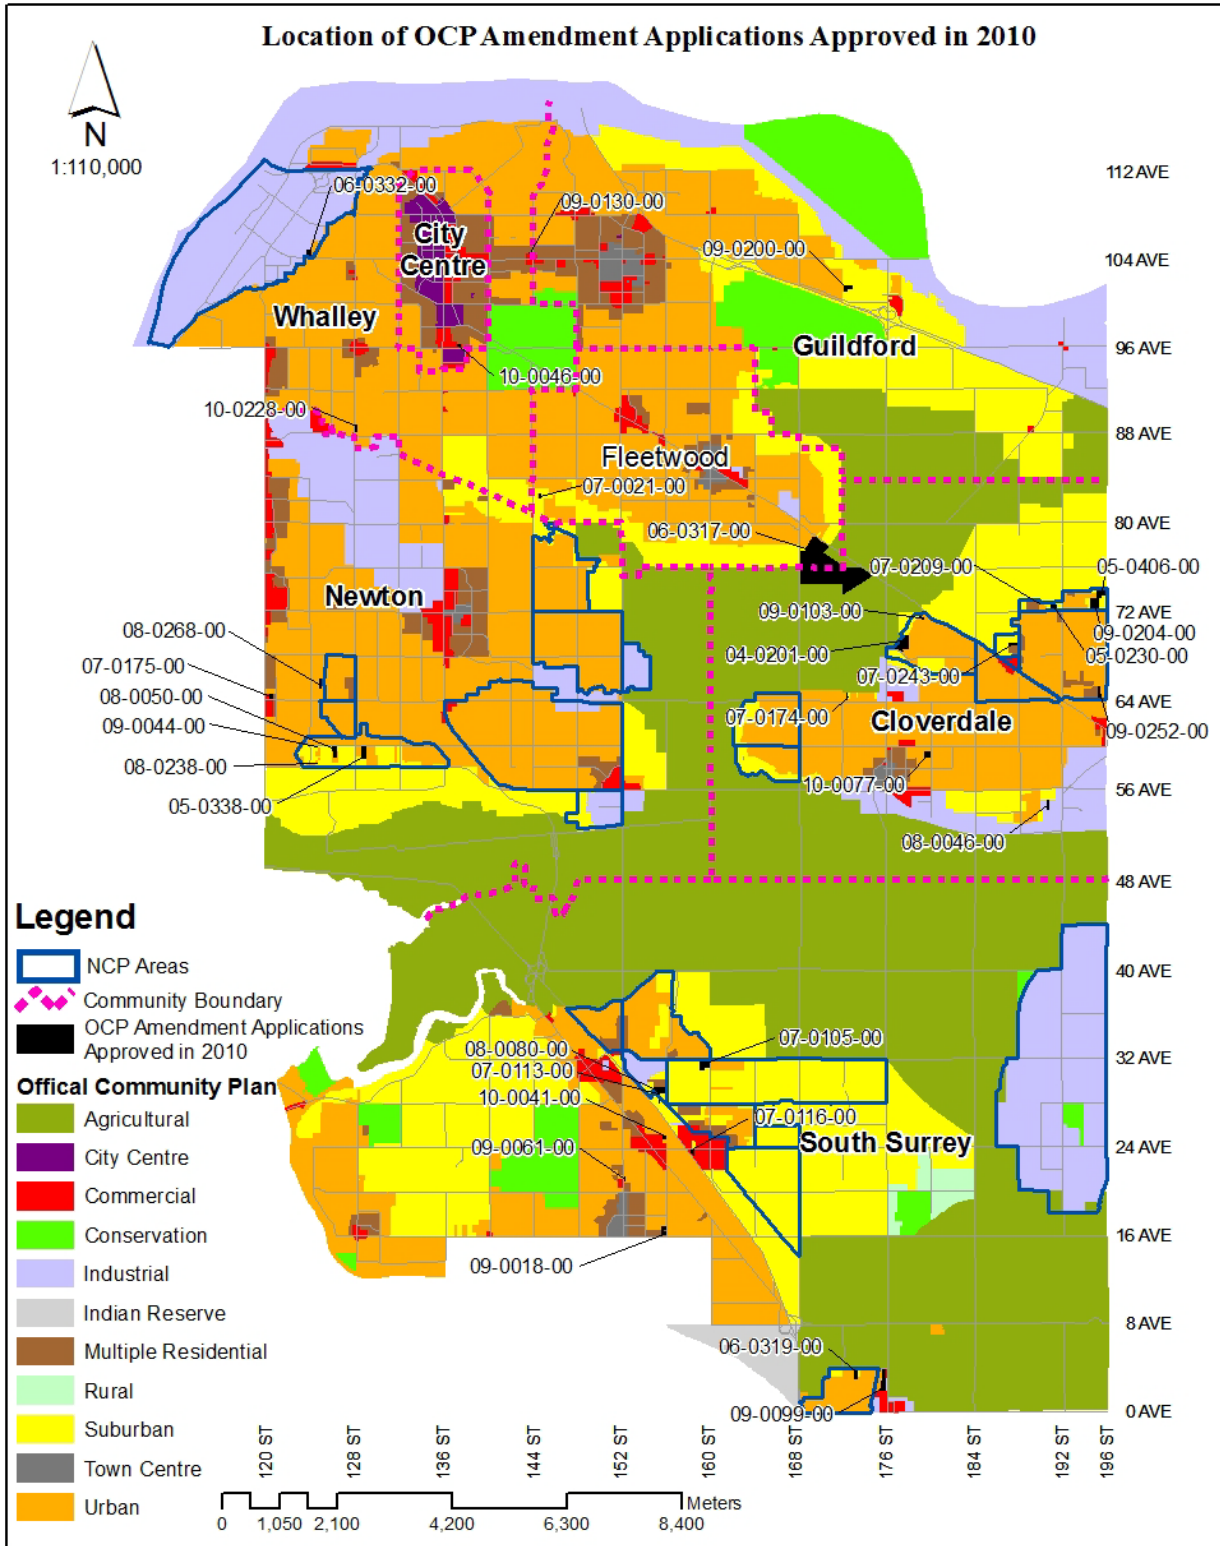 Location of OCP Amendment Applications Approved in 2010
N
1:110,000
112 AVE
06-0332-00
09-0130-00
City
Centre
09-0200-00
104 AVE
Whalley
Guildford
96 AVE
10-0046-00
10-0228-00
88 AVE
Fleetwood
07-0021-00
06-0317-00
80 AVE
07-0209-00
05-0406-00
Newton
09-0103-00
72 AVE
08-0268-00
09-0204-00
04-0201-00
05-0230-00
07-0175-00
07-0243-00
08-0050-00
64 AVE
07-0174-00
Cloverdale
09-0044-00
09-0252-00
08-0238-00
10-0077-00
56 AVE
05-0338-00
08-0046-00
48 AVE
Legend
NCP Areas
40 AVE
Community Boundary
OCP Amendment Applications
Approved in 2010
07-0105-00
08-0080-00
32 AVE
07-0113-00
Offical Community Plan
10-0041-00
Agricultural
07-0116-00
09-0061-00
South Surrey
24 AVE
City Centre
Commercial
Conservation
16 AVE
09-0018-00
Industrial
Indian Reserve
8 AVE
Multiple Residential
06-0319-00
Rural
09-0099-00
0 AVE
Suburban
Town Centre
Urban
120 ST
128 ST
136 ST
144 ST
152 ST
160 ST
168 ST
176 ST
184 ST
192 ST
196 ST
Meters
0 1,050 2,100 4,200 6,300 8,400